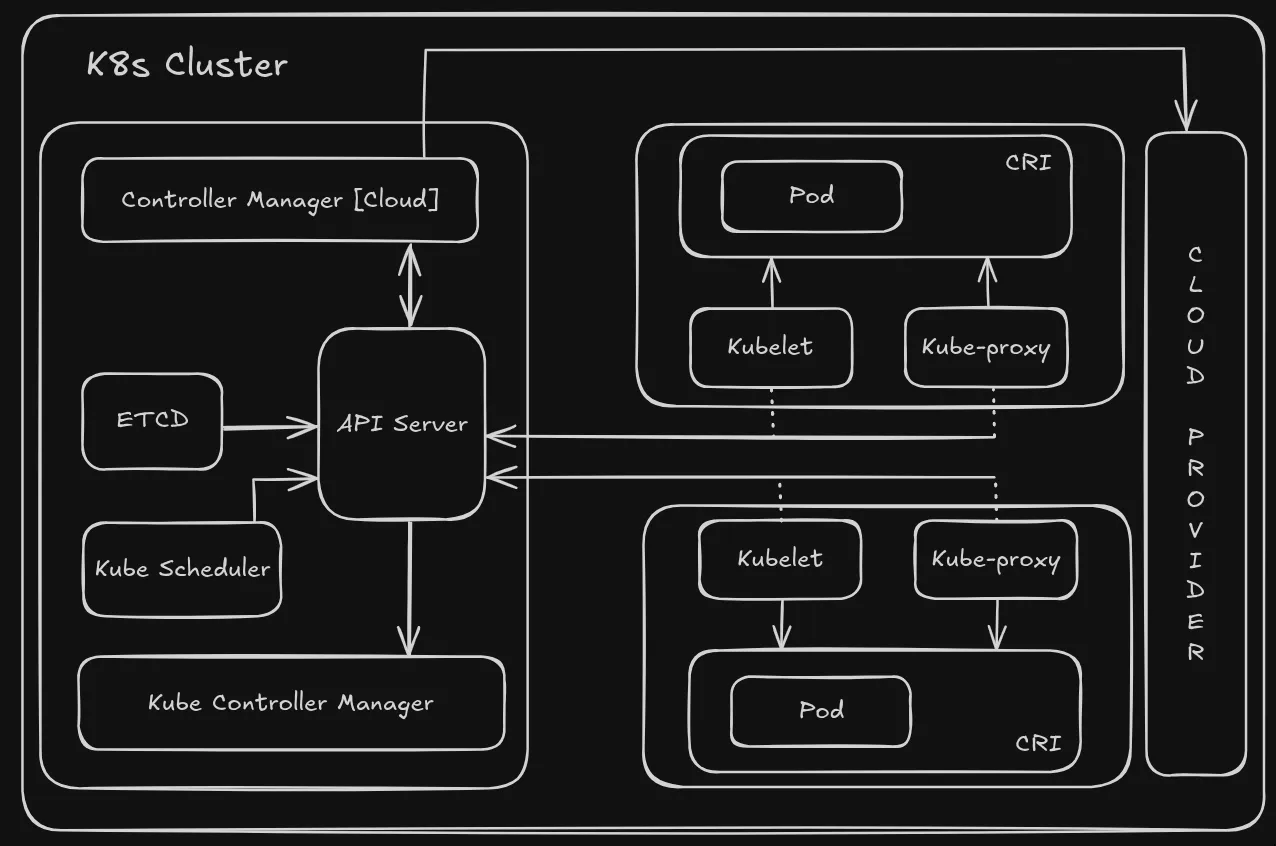 K8s Cluster
Controller Manager [Cloud]
ETCD
API Server
Kube Scheduler
Kube Controller Manager
CRI
Pod
Kubelet
Kube-proxy
Kubelet
Kube-proxy
Pod
CRI
CLOUD PROVIDER